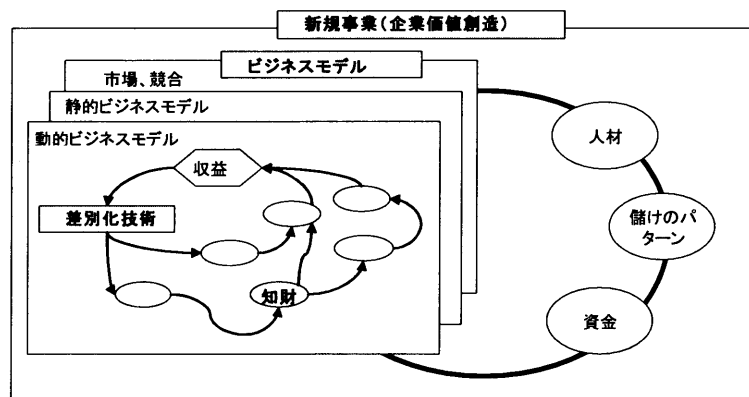 新規事業(企業価値創造)
ビジネスモデル
市場、競合
静的ビジネスモデル
動的ビジネスモデル
収益
差別化技術
知財
人材
儲けのパ
ターン
資金